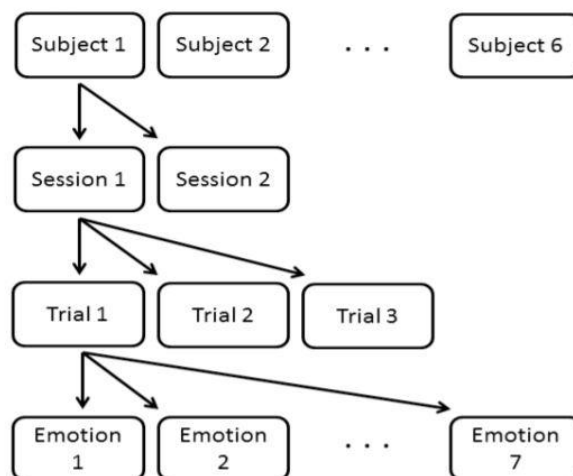 Subject 1
Subject 2
. . .
Subject 6
Session 1
Session 2
Trial 1
Trial 2
Trial 3
Emotion
1
Emotion
2
. . .
Emotion
7